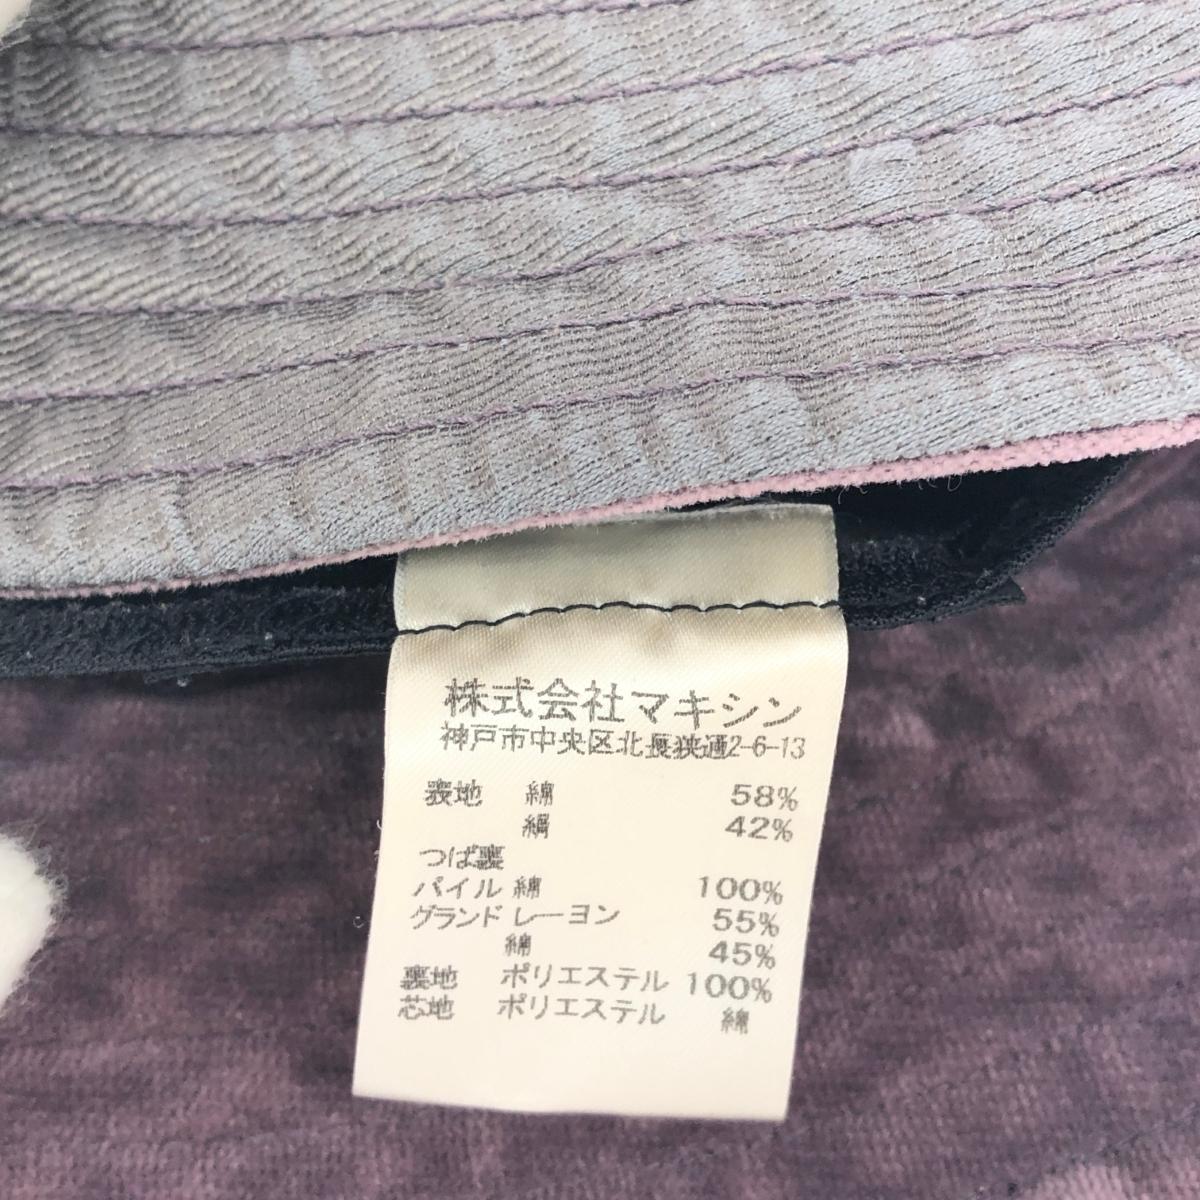 株式会社マキシン
神戸市中央区北長狭通2-6-13
表地 綿 58%
絹 42%
つば裏
パイル 綿 100%
グランド レーヨン 55%
綿 45%
裏地 ポリエステル 100%
芯地 ポリエステル 綿